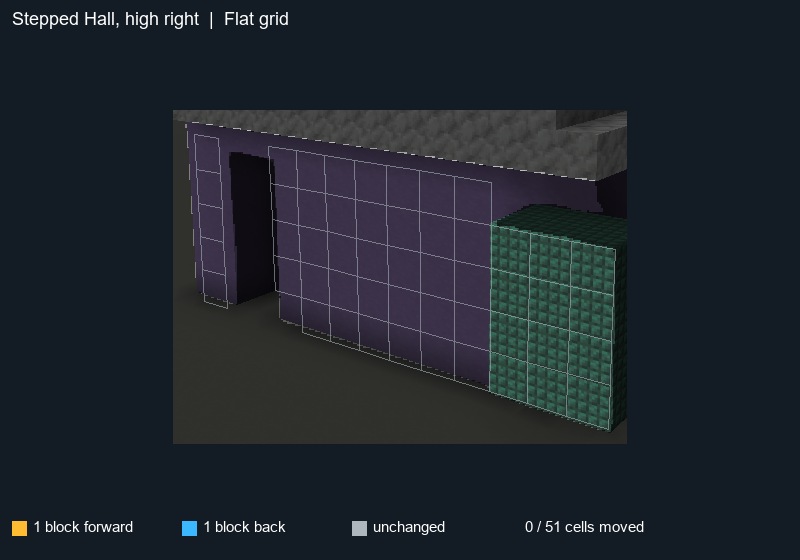 Stepped Hall, high right | Flat grid
1 block forward
1 block back
unchanged
0 / 51 cells moved